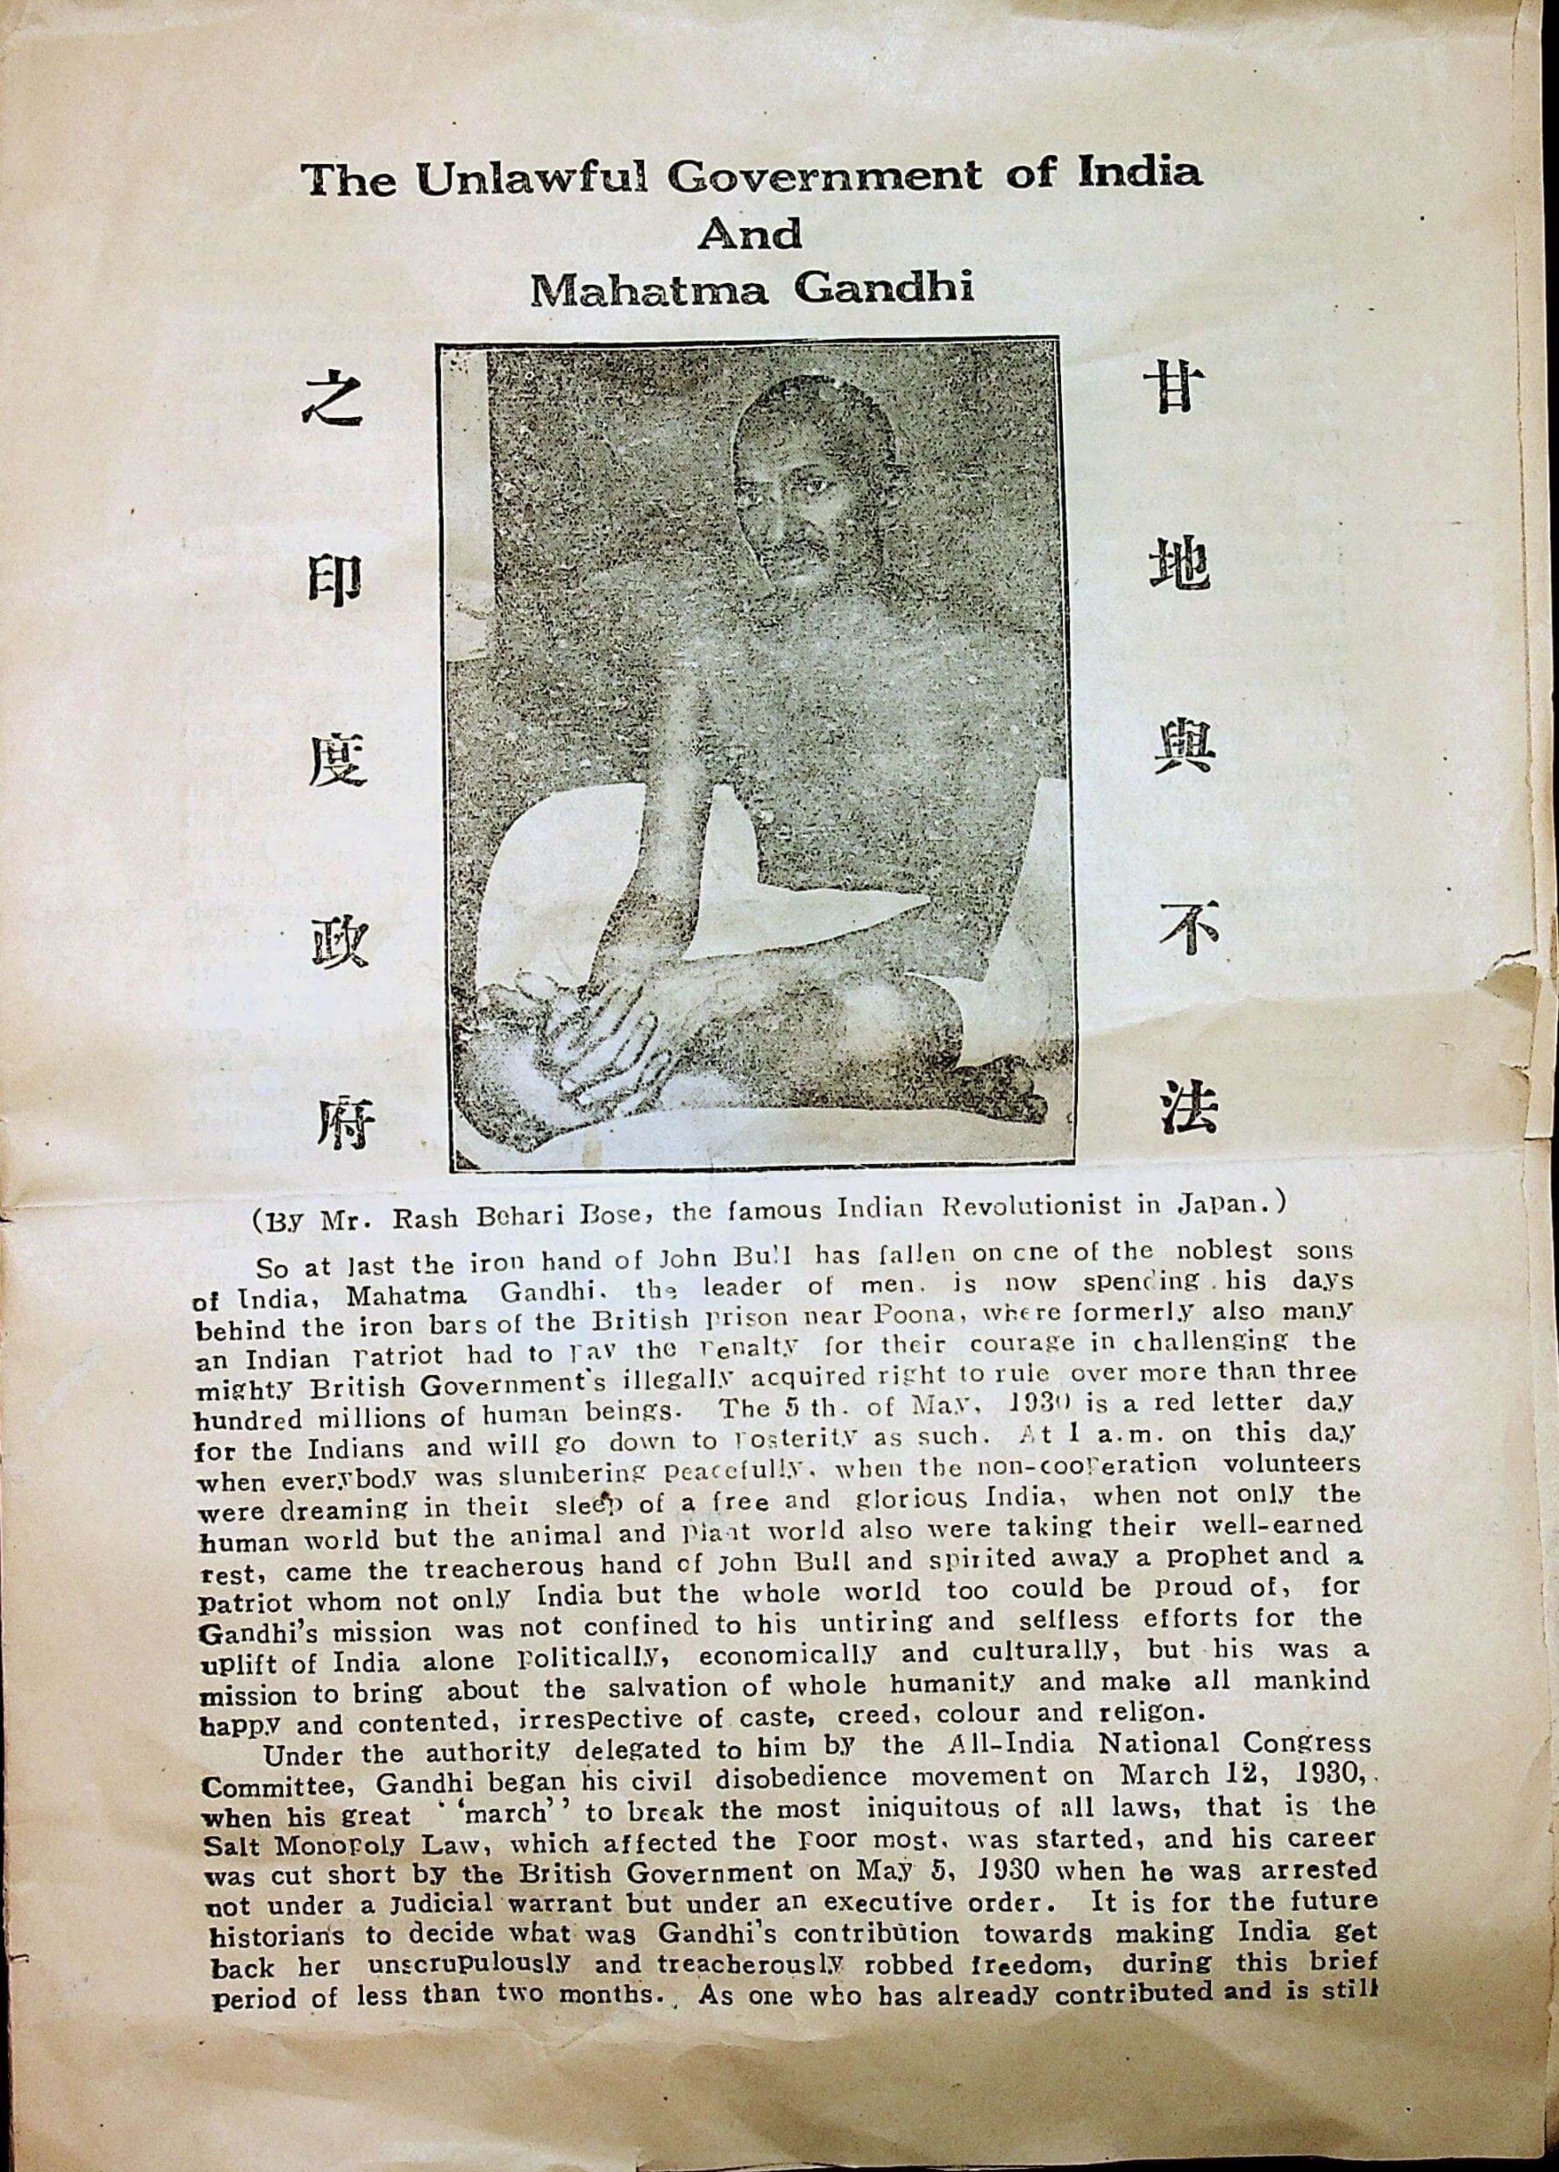 The Unlawful Government of India
And
Mahatma Gandhi
甘地與不法
之印度政府
(By Mr. Rash Behari Bose, the famous Indian Revolutionist in Japan.)
So at last the iron hand of John Bull has fallen on one of the noblest sons
of India, Mahatma Gandhi. the leader of men. is now spending his days
behind the iron bars of the British prison near Poona, where formerly also many
an Indian patriot had to pay the penalty for their courage in challenging the
mighty British Government's illegally acquired right to rule over more than three
hundred millions of human beings. The 5 th. of May, 1930 is a red letter day
for the Indians and will go down to posterity as such. At 1 a.m. on this day
when everybody was slumbering peacefully, when the non-cooperation volunteers
were dreaming in their sleep of a free and glorious India, when not only the
human world but the animal and plant world also were taking their well-earned
rest, came the treacherous hand of John Bull and spirited away a prophet and a
patriot whom not only India but the whole world too could be proud of, for
Gandhi's mission was not confined to his untiring and selfless efforts for the
uplift of India alone politically, economically and culturally, but his was a
mission to bring about the salvation of whole humanity and make all mankind
happy and contented, irrespective of caste, creed, colour and religon.
Under the authority delegated to him by the All-India National Congress
Committee, Gandhi began his civil disobedience movement on March 12, 1930,
when his great ''march'' to break the most iniquitous of all laws, that is the
Salt Monopoly Law, which affected the poor most, was started, and his career
was cut short by the British Government on May 5, 1930 when he was arrested
not under a Judicial warrant but under an executive order. It is for the future
historians to decide what was Gandhi's contribution towards making India get
back her unscrupulously and treacherously robbed freedom, during this brief
period of less than two months. As one who has already contributed and is still